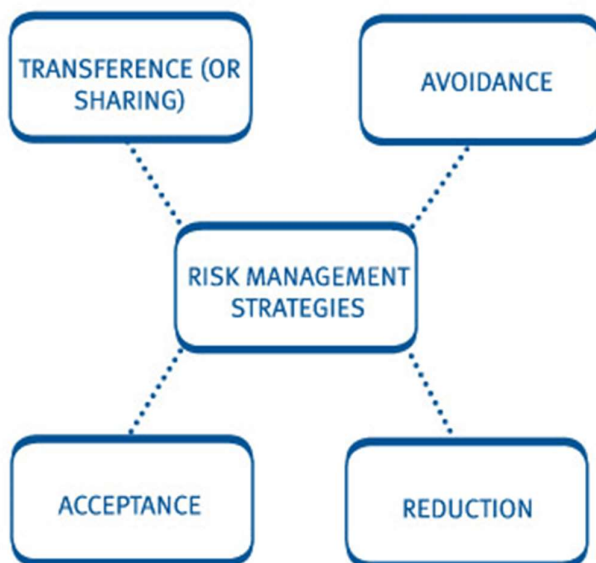 TRANSFERENCE (OR
SHARING)
AVOIDANCE
RISK MANAGEMENT
STRATEGIES
ACCEPTANCE
REDUCTION